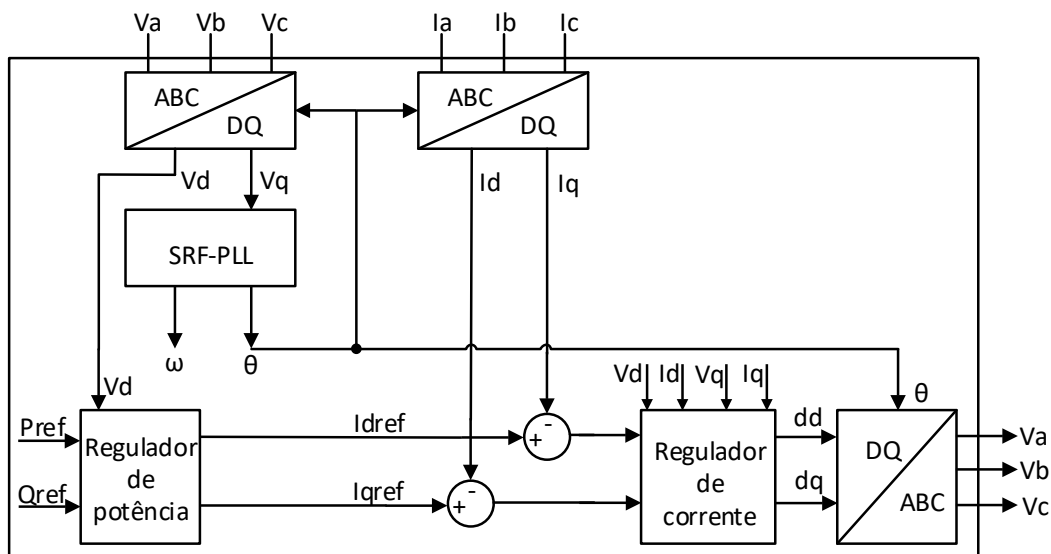 Va Vb Vc Ia Ib Ic
ABC
DQ
ABC
DQ
Vd Vq Id Iq
SRF-PLL
ω θ
Vd Id Vq Iq
θ
Vd
Pref
Qref
Regulador
de
potência
Idref
Iqref
+ -
+ -
Regulador
de
corrente
dd
dq
DQ
ABC
Va
Vb
Vc